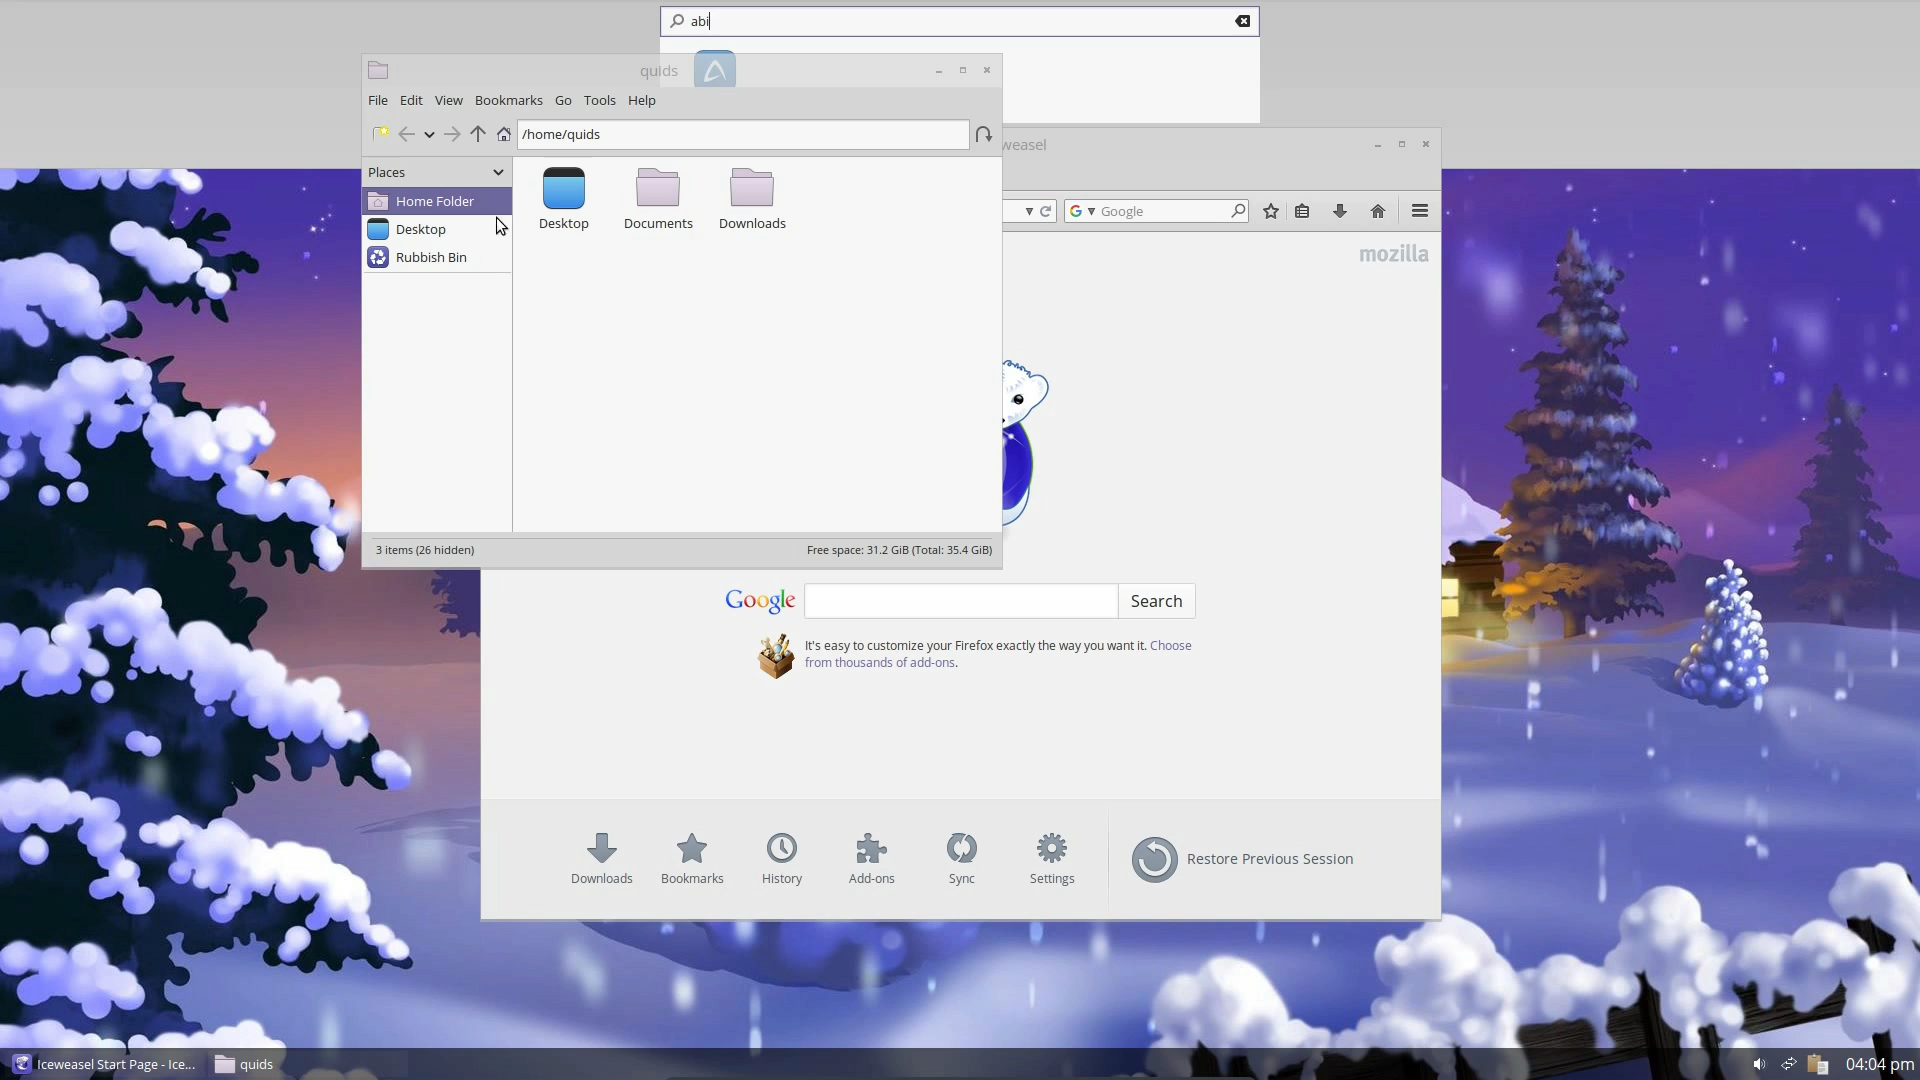 abi
quids
File Edit View Bookmarks Go Tools Help
/home/quids
weasel
Places
Home Folder
Desktop
Rubbish Bin
Desktop Documents Downloads
Google
mozilla
3 items (26 hidden) Free space: 31.2 GiB (Total: 35.4 GiB)
Google Search
It's easy to customize your Firefox exactly the way you want it. Choose
from thousands of add-ons.
Downloads Bookmarks History Add-ons Sync Settings Restore Previous Session
Iceweasel Start Page - Ice... quids 04:04 pm